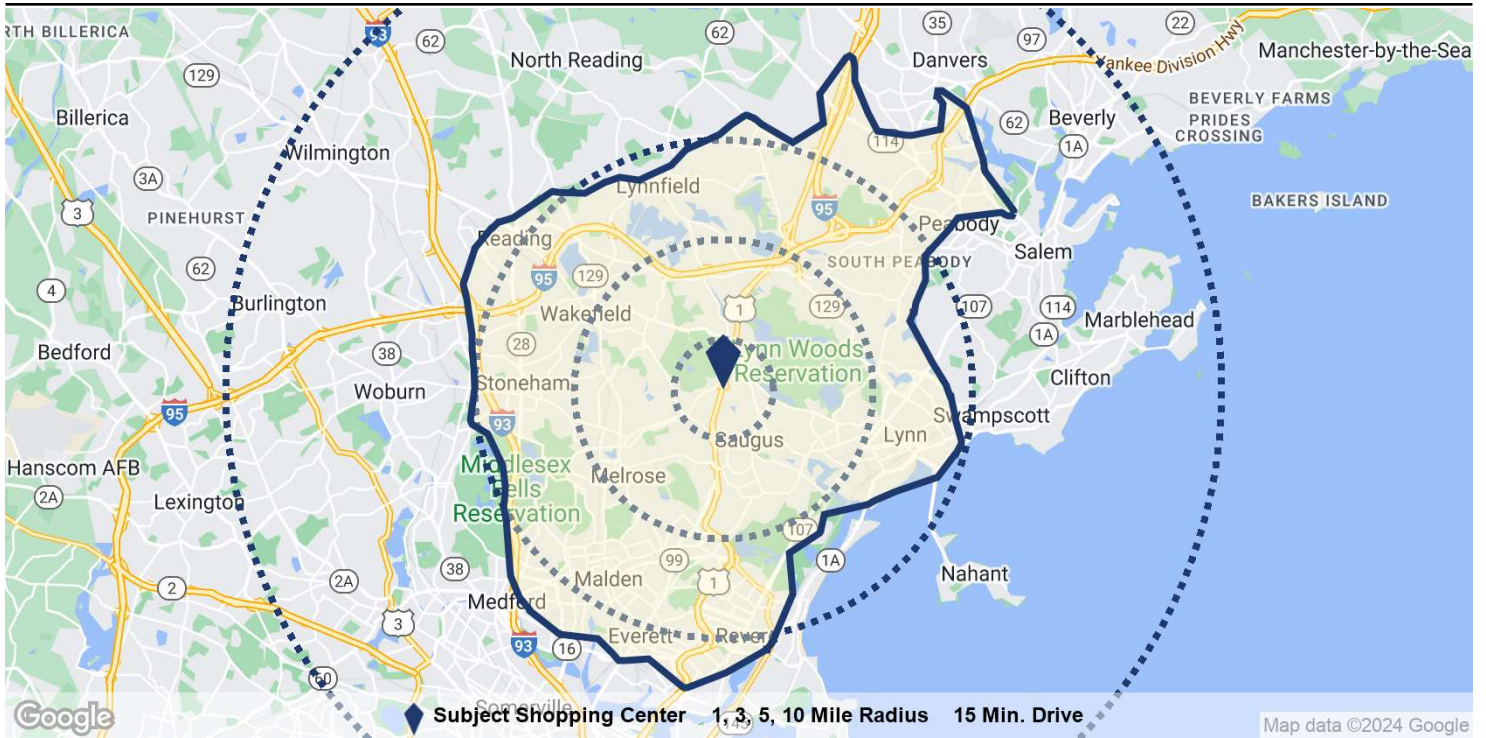 RTH BILLERICA
93
62
62
35
22
97
North Reading
Danvers
Yankee Division Hwy
Manchester-by-the-Sea
129
BEVERLY FARMS
Billerica
62
Beverly
PRIDES
CROSSING
Wilmington
114
1A
3A
Lynnfield
BAKERS ISLAND
3
PINEHURST
95
Peabody
Reading
Salem
62
95
129
SOUTH PEABODY
4
Burlington
Wakefield
1
129
107
114
Marblehead
1A
Bedford
38
28
Lynn Woods
Reservation
Woburn
Stoneham
Clifton
95
93
Swampscott
Saugus
Lynn
Hanscom AFB
Middlesex
Fells
Reservation
Melrose
2A
Lexington
107
99
1A
38
2
2A
Malden
1
Nahant
Medford
3
93
16
Everett
Revere
60
Somerville
145
Google
Subject Shopping Center 1, 3, 5, 10 Mile Radius 15 Min. Drive
Map data ©2024 Google